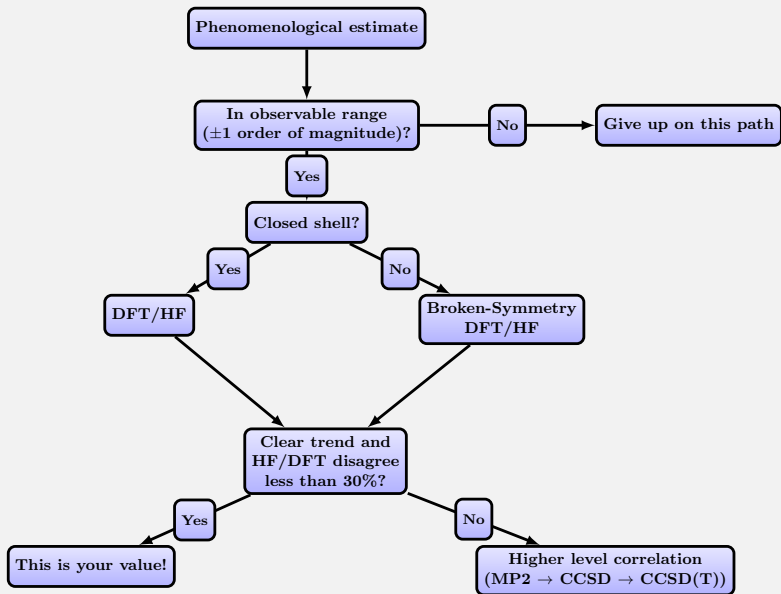 Phenomenological estimate
In observable range
(±1 order of magnitude)?
No
Give up on this path
Yes
Closed shell?
Yes
No
DFT/HF
Broken-Symmetry
DFT/HF
Clear trend and
HF/DFT disagree
less than 30%?
Yes
No
This is your value!
Higher level correlation
(MP2 → CCSD → CCSD(T))